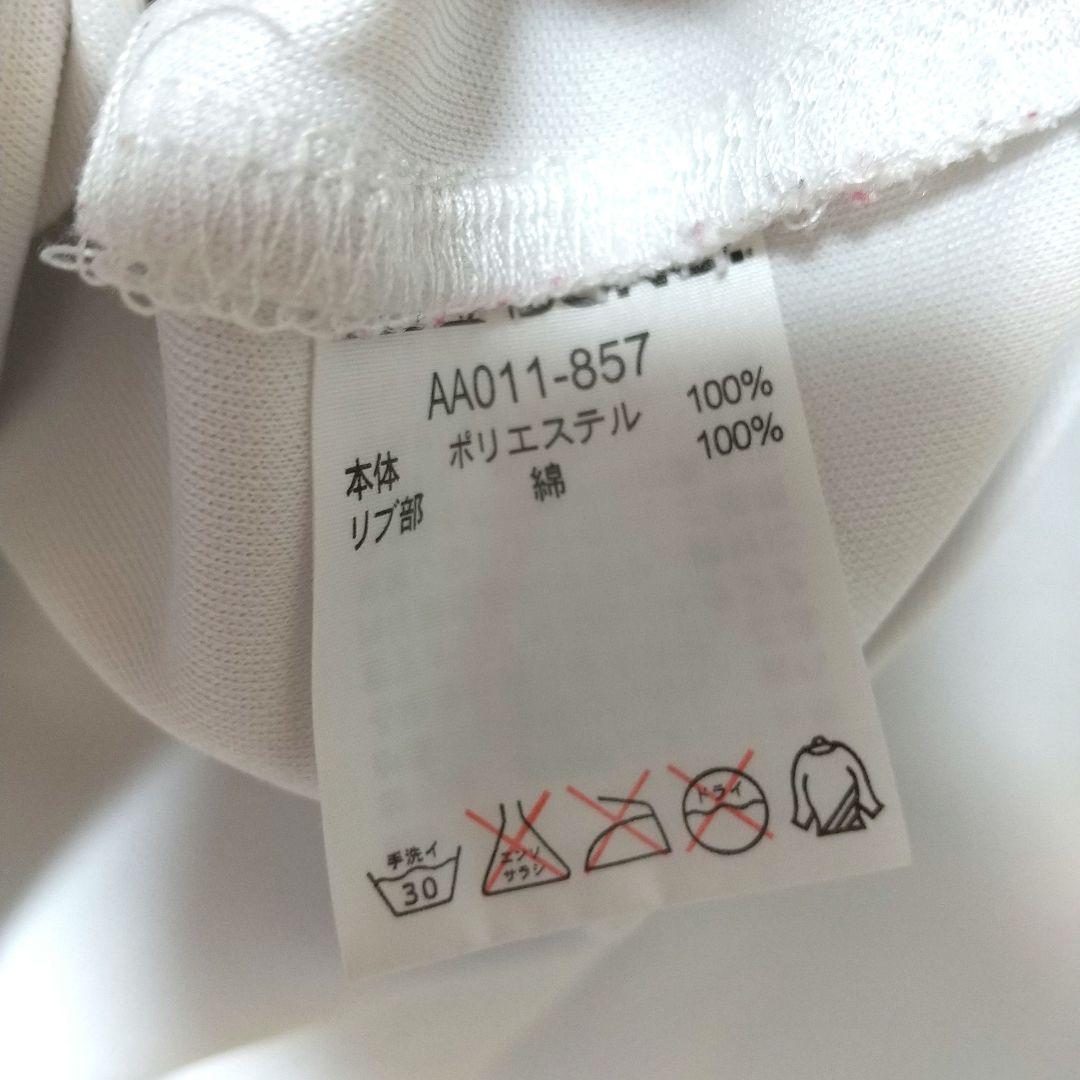 AA011-857
本体 ポリエステル 100%
リブ部 綿 100%
手洗イ
30
エンソ
サラシ
ドライ